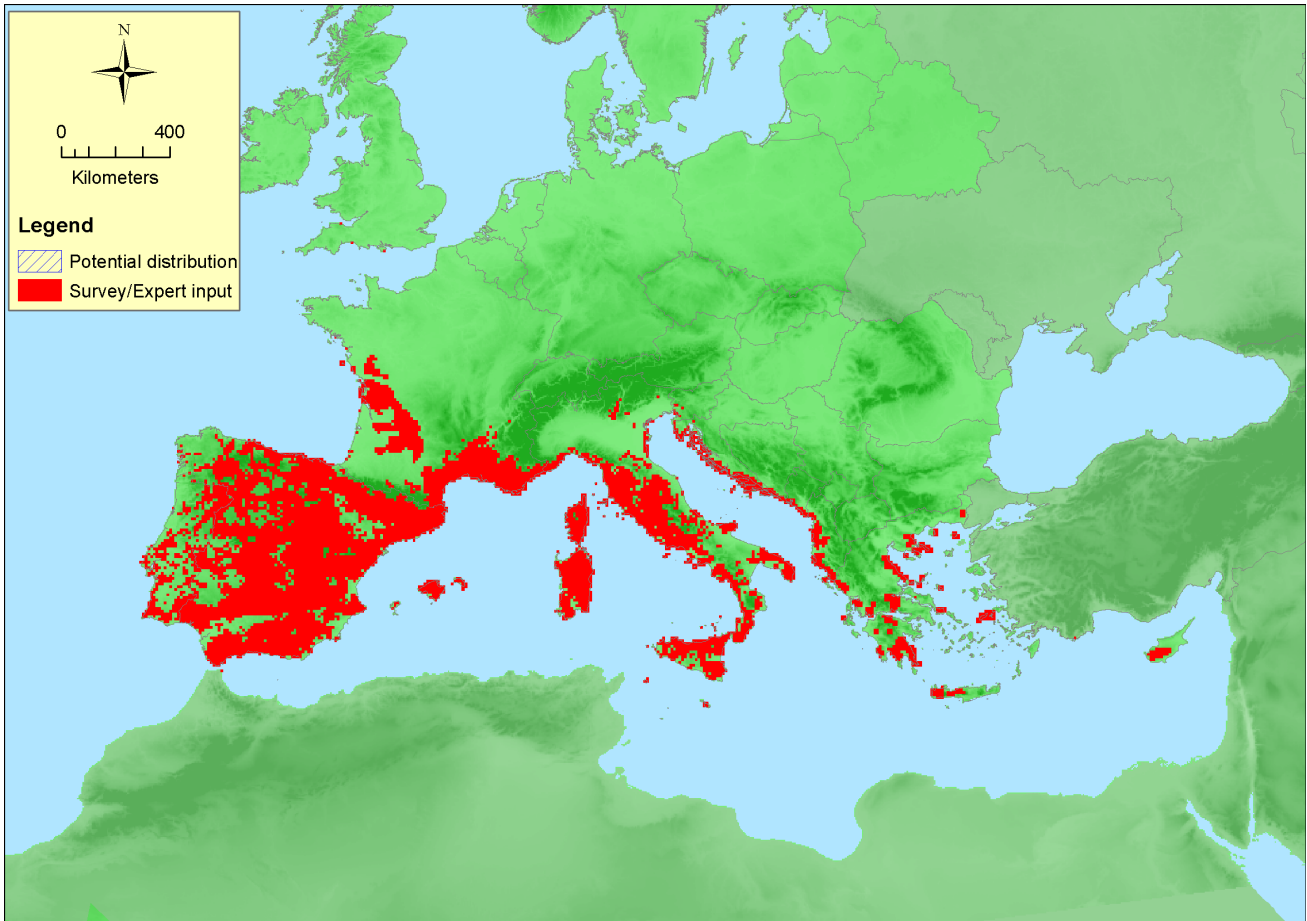 N
0 400
Kilometers
Legend
Potential distribution
Survey/Expert input